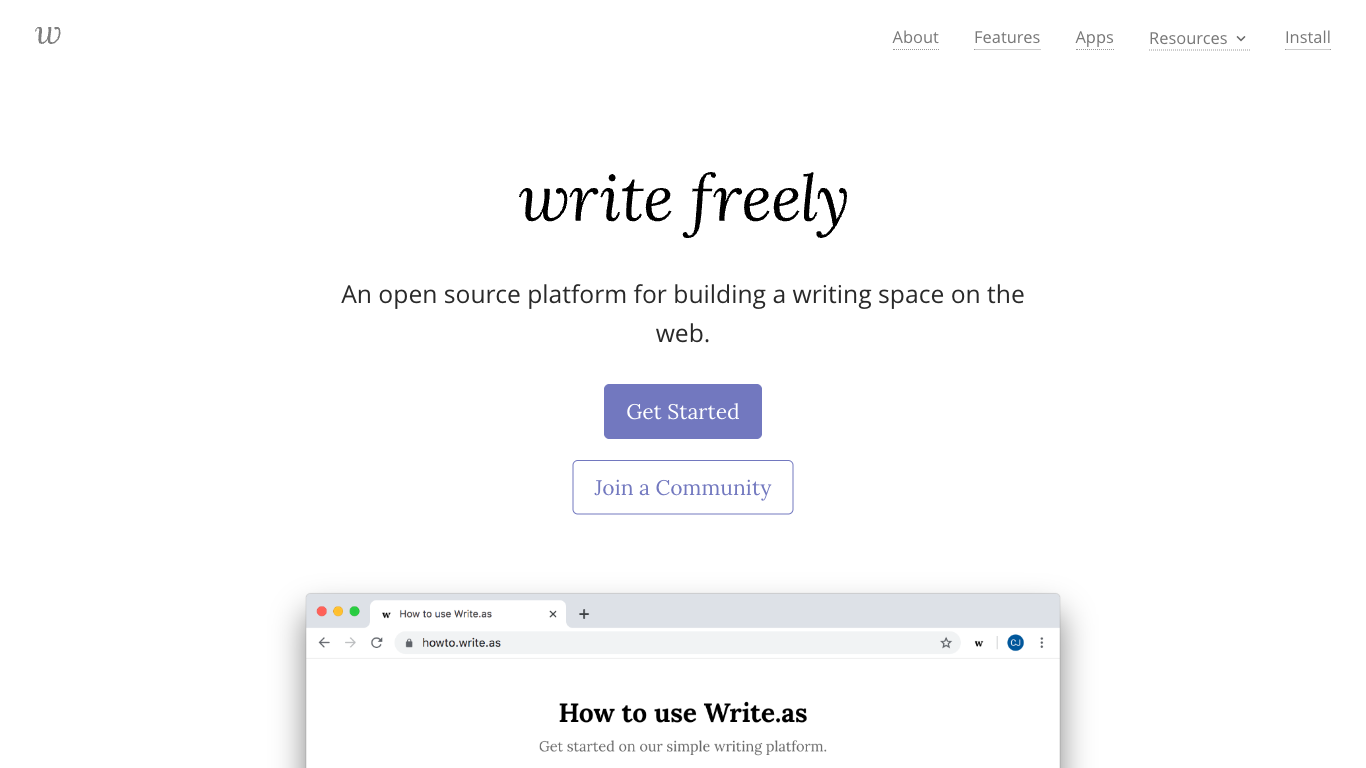 w
About Features Apps Resources Install
write freely
An open source platform for building a writing space on the
web.
Get Started
Join a Community
w How to use Write.as
howto.write.as w CJ
How to use Write.as
Get started on our simple writing platform.